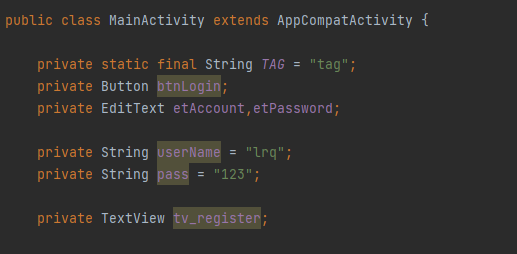 public class MainActivity extends AppCompatActivity {
private static final String TAG = "tag";
private Button btnLogin;
private EditText etAccount,etPassword;
private String userName = "lrq";
private String pass = "123";
private TextView tv_register;